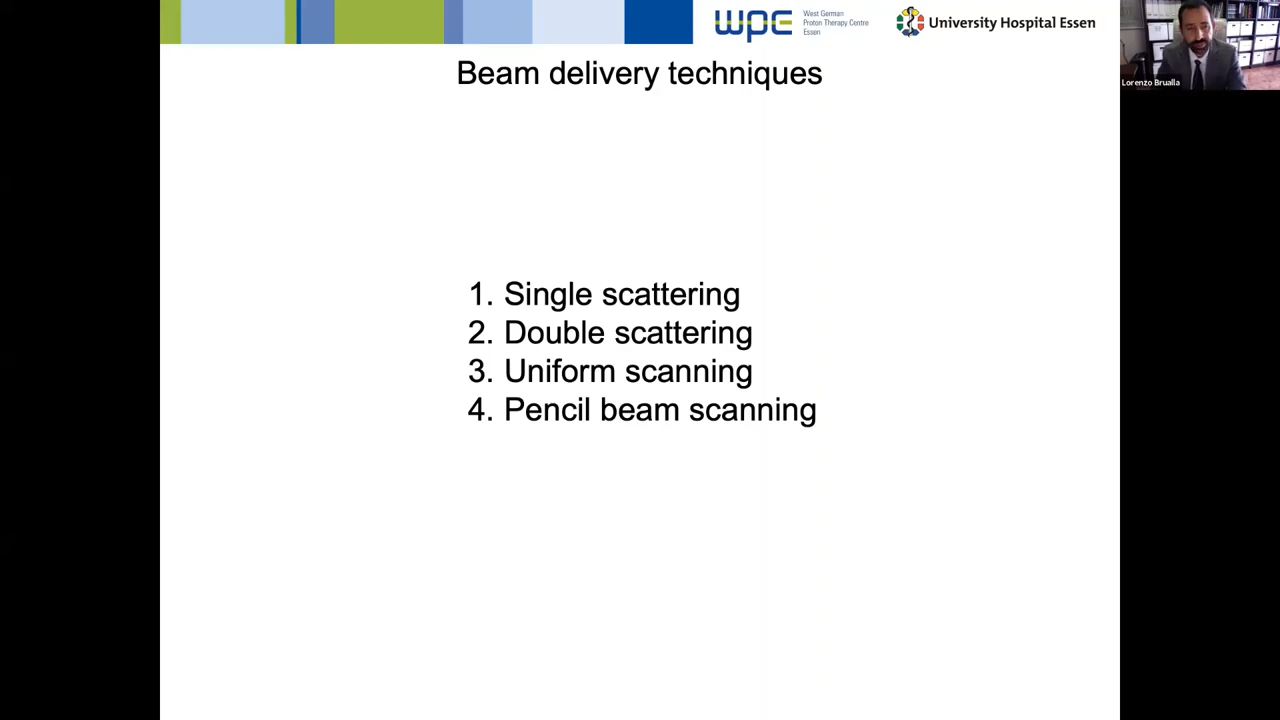 wpe
West German
Proton Therapy Centre
Essen
University Hospital Essen
Lorenzo Brualla
Beam delivery techniques
1. Single scattering
2. Double scattering
3. Uniform scanning
4. Pencil beam scanning